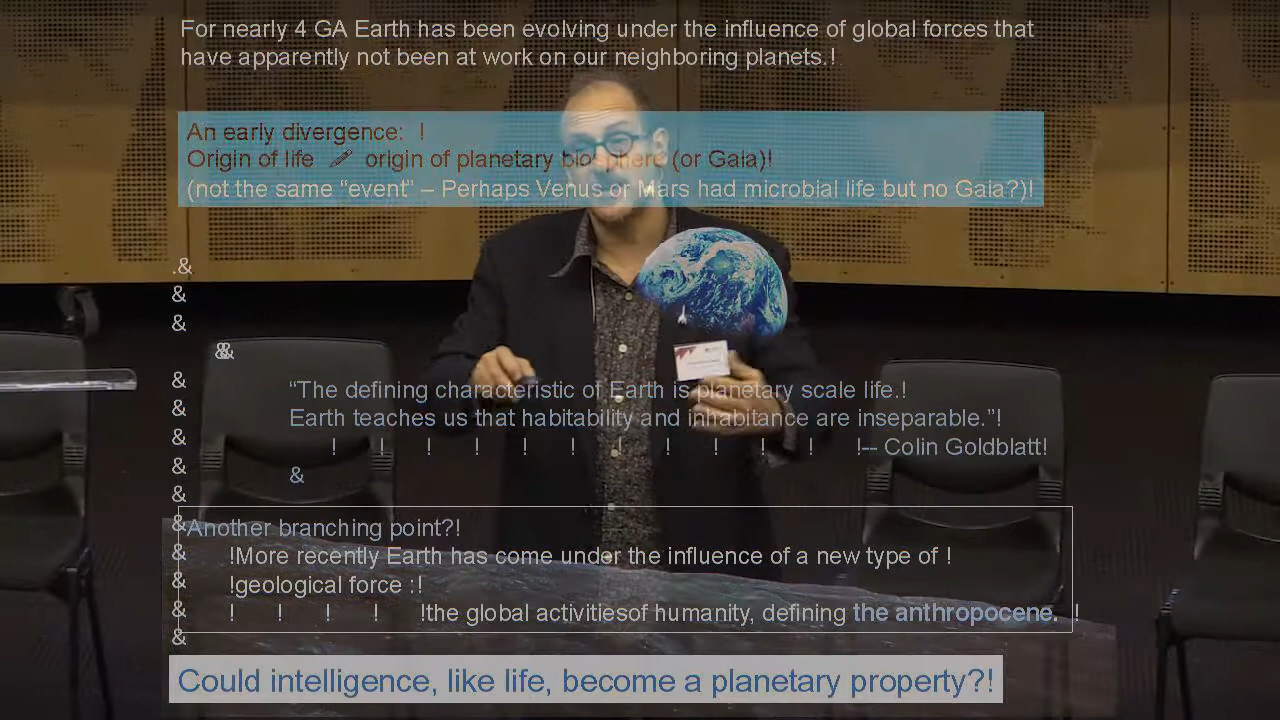 For nearly 4 GA Earth has been evolving under the influence of global forces that
have apparently not been at work on our neighboring planets.!
An early divergence: !
Origin of life origin of planetary biosphere (or Gaia)!
(not the same “event” – Perhaps Venus or Mars had microbial life but no Gaia?)!
.&
&
&
&
&
“The defining characteristic of Earth is planetary scale life.!
&
Earth teaches us that habitability and inhabitance are inseparable.”!
&
! ! ! ! ! ! ! ! ! ! ! !-- Colin Goldblatt!
&
&
&
&
Another branching point?!
&
!More recently Earth has come under the influence of a new type of !
&
!geological force :!
&
! ! ! ! !the global activitiesof humanity, defining the anthropocene. !
&
Could intelligence, like life, become a planetary property?!